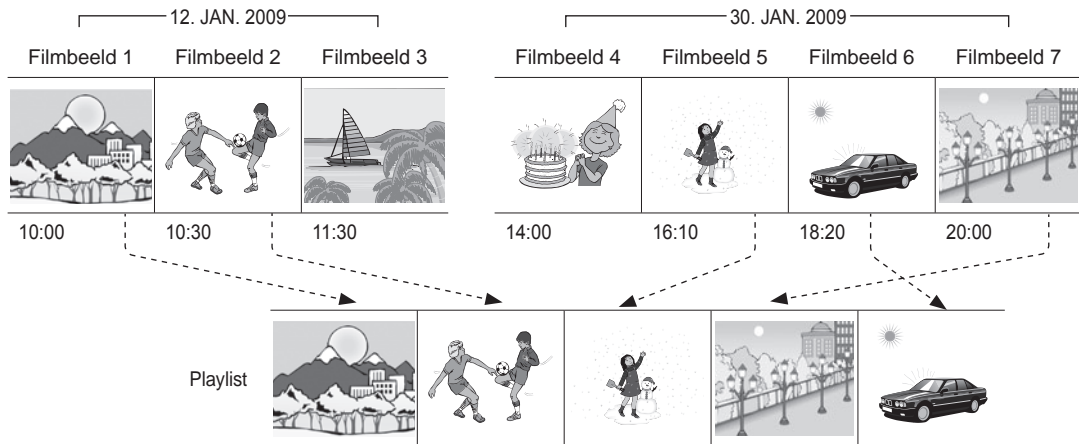 12. JAN. 2009 30. JAN. 2009
Filmbeeld 1 Filmbeeld 2 Filmbeeld 3 Filmbeeld 4 Filmbeeld 5 Filmbeeld 6 Filmbeeld 7
10:00 10:30 11:30 14:00 16:10 18:20 20:00
Playlist